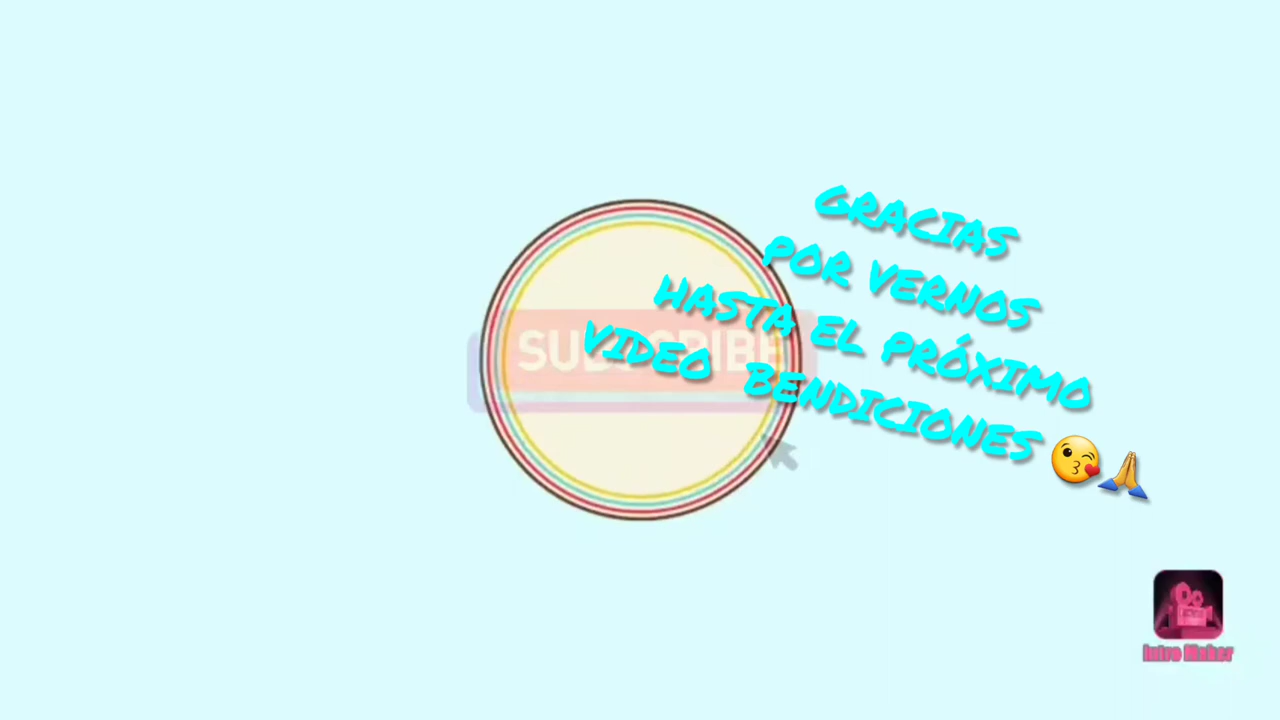 GRACIAS
POR VERNOS
HASTA EL PRÓXIMO
VIDEO BENDICIONES 😘🙏
SUBSCRIBE
Intro Maker